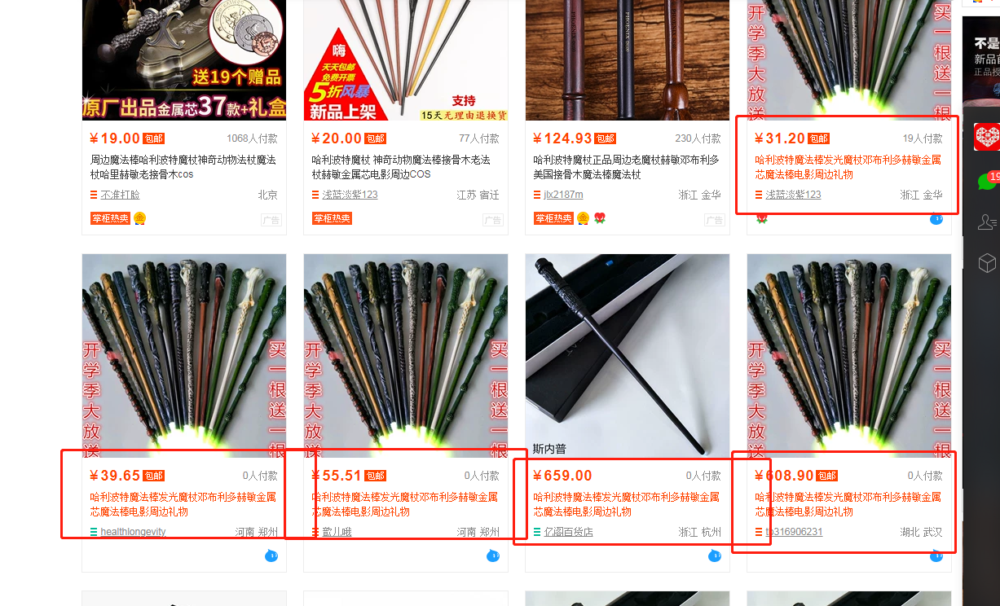 送19个赠品
原厂出品金属芯37款+礼盒
¥19.00 包邮 1068人付款
周边魔法棒哈利波特魔杖神奇动物法杖魔法
杖哈里赫敏老接骨木cos
不准打脸 北京
掌柜热卖 广告
嗨
天天包邮
免费开票
5折风暴
新品上架
支持
15天无理由退换货
¥20.00 包邮 77人付款
哈利波特魔杖 神奇动物魔法棒接骨木老法
杖赫敏金属芯电影周边COS
浅蓝淡紫123 江苏 宿迁
掌柜热卖 广告
¥124.93 包邮 230人付款
哈利波特魔杖正品周边老魔杖赫敏邓布利多
美国接骨木魔法棒魔法杖
jlx2187m 浙江 金华
掌柜热卖 广告
开学季大放送
买一根送一根
¥31.20 包邮 19人付款
哈利波特魔法棒发光魔杖邓布利多赫敏金属
芯魔法棒电影周边礼物
浅蓝淡紫123 浙江 金华
开学季大放送
买一根送一根
¥39.65 包邮 0人付款
哈利波特魔法棒发光魔杖邓布利多赫敏金属
芯魔法棒电影周边礼物
healthlongevity 河南 郑州
开学季大放送
买一根送一根
¥55.51 包邮 0人付款
哈利波特魔法棒发光魔杖邓布利多赫敏金属
芯魔法棒电影周边礼物
歆儿哦 河南 郑州
斯内普
¥659.00 0人付款
哈利波特魔法棒发光魔杖邓布利多赫敏金属
芯魔法棒电影周边礼物
亿阁百货店 浙江 杭州
开学季大放送
买一根送一根
¥608.90 包邮 0人付款
哈利波特魔法棒发光魔杖邓布利多赫敏金属
芯魔法棒电影周边礼物
tb316906231 湖北 武汉
不是
新品首
正品授
19